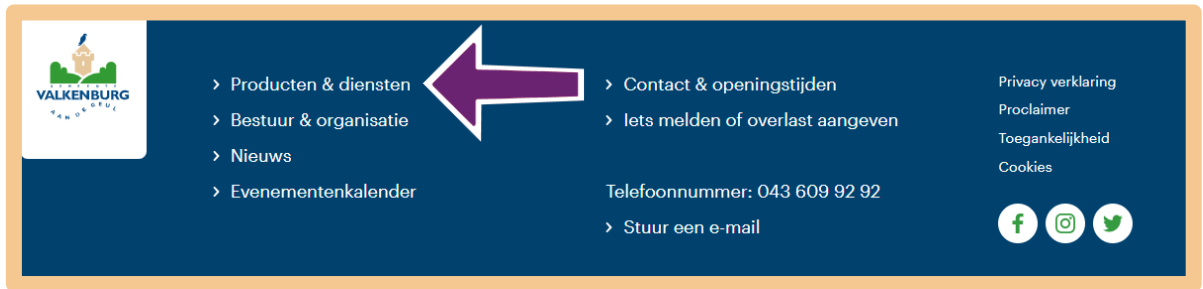 GEMEENTE
VALKENBURG
AAN DE GEUL
Producten & diensten
Bestuur & organisatie
Nieuws
Evenementenkalender
Contact & openingstijden
Iets melden of overlast aangeven
Telefoonnummer: 043 609 92 92
Stuur een e-mail
Privacy verklaring
Proclaimer
Toegankelijkheid
Cookies